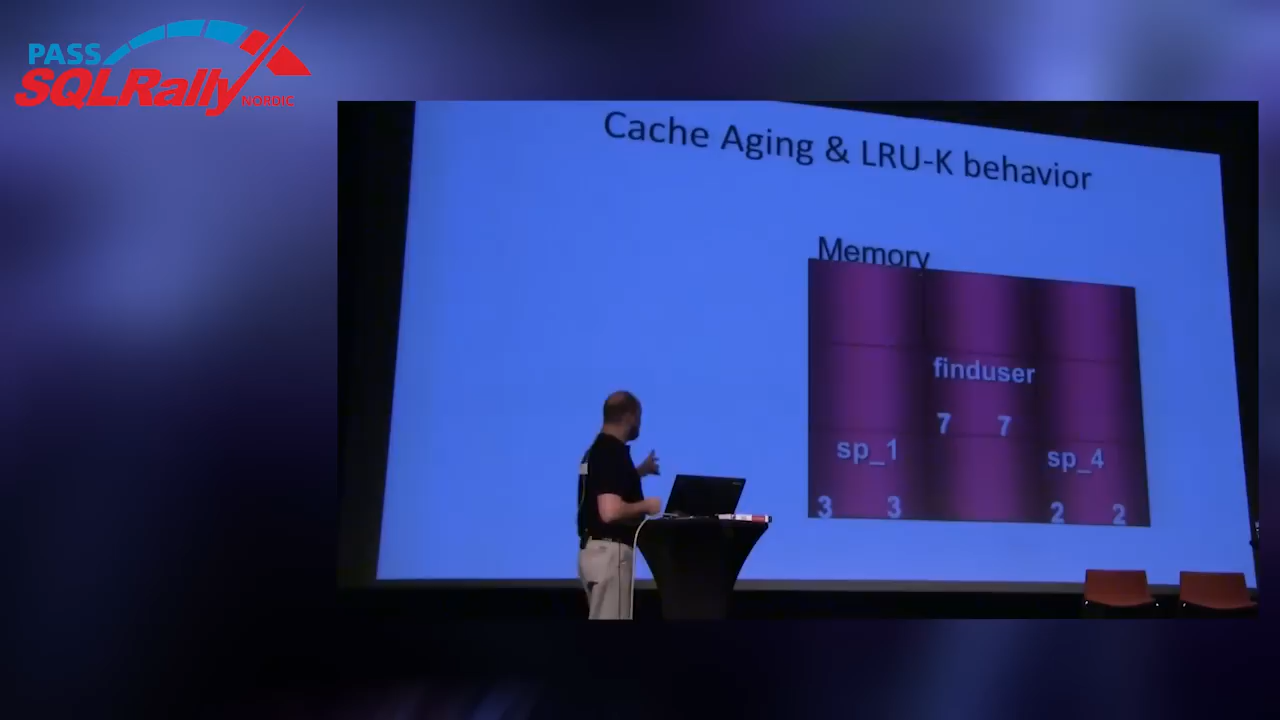 PASS
SQLRally
NORDIC
Cache Aging & LRU-K behavior
Memory
finduser
7 7
sp_1
sp_4
3 3
2 2